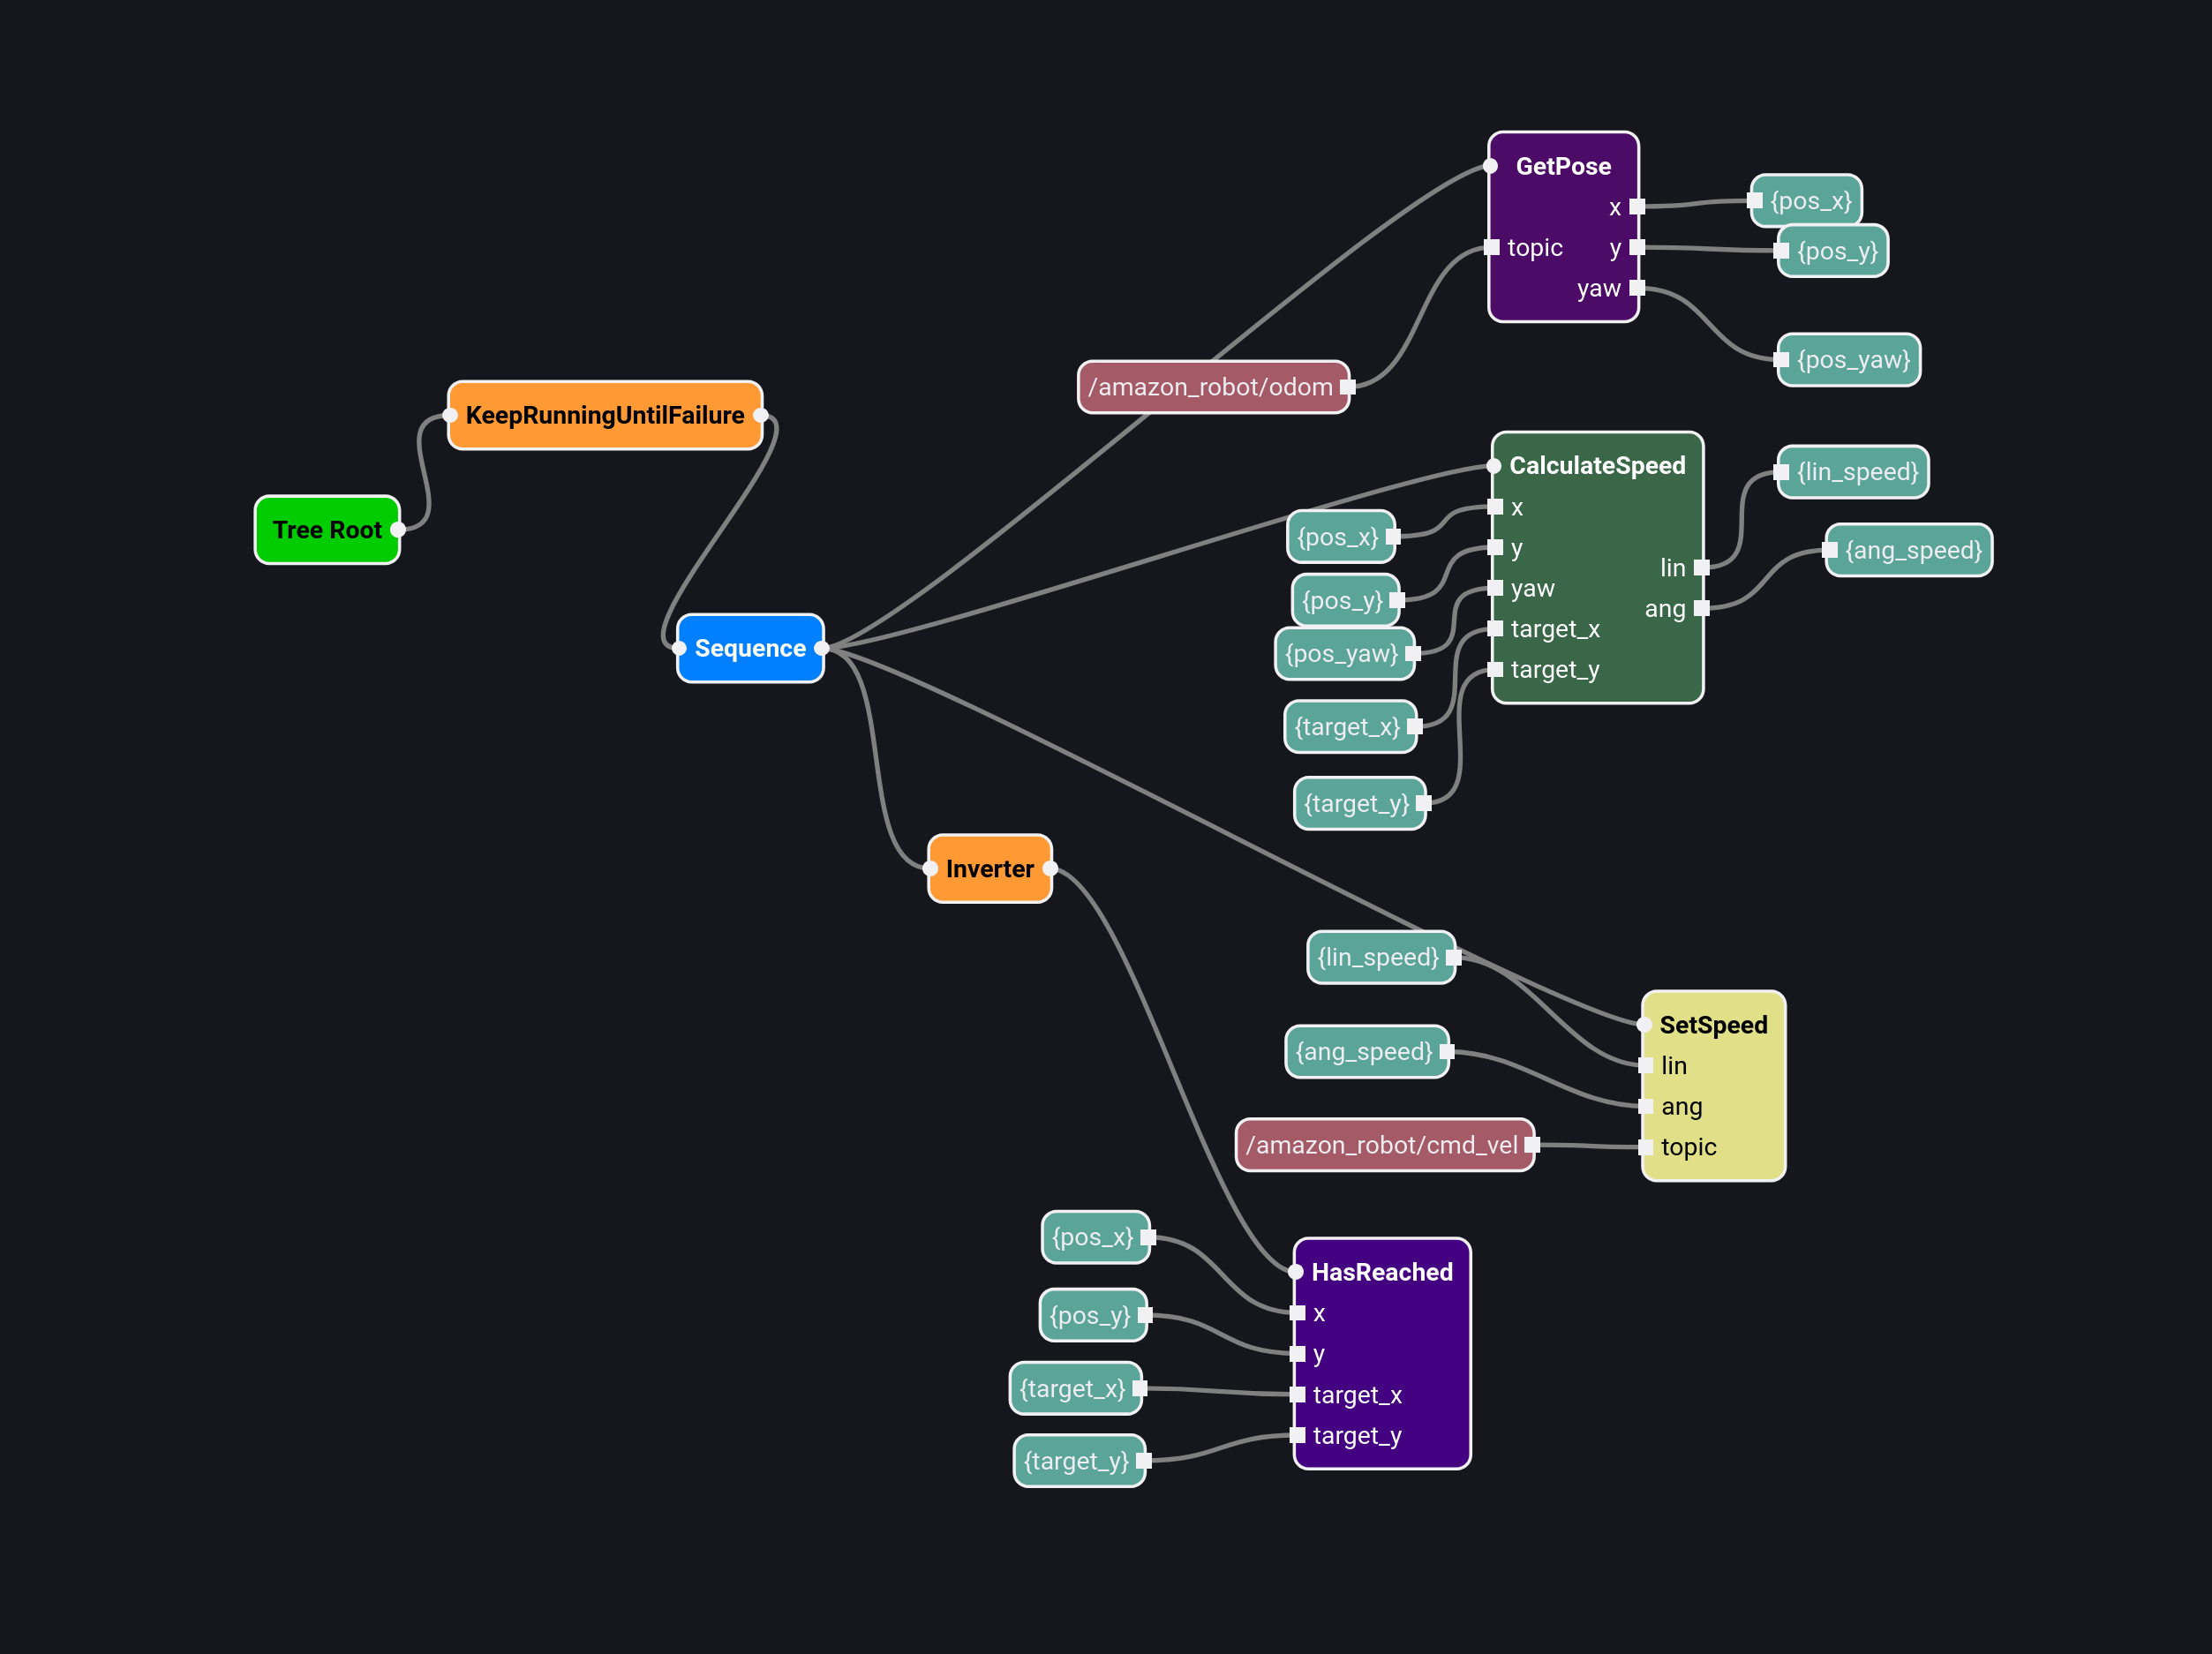 GetPose
x
topic
y
yaw
{pos_x}
{pos_y}
{pos_yaw}
/amazon_robot/odom
KeepRunningUntilFailure
Tree Root
Sequence
CalculateSpeed
x
y
yaw
target_x
target_y
lin
ang
{lin_speed}
{ang_speed}
{pos_x}
{pos_y}
{pos_yaw}
{target_x}
{target_y}
Inverter
{lin_speed}
{ang_speed}
/amazon_robot/cmd_vel
SetSpeed
lin
ang
topic
{pos_x}
{pos_y}
{target_x}
{target_y}
HasReached
x
y
target_x
target_y